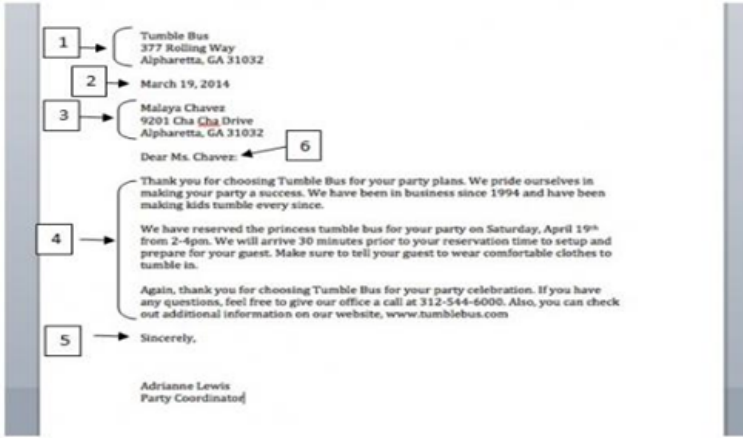 1
Tumble Bus
377 Rolling Way
Alpharetta, GA 31032
2
March 19, 2014
3
Malaya Chavez
9201 Cha Cha Drive
Alpharetta, GA 31032
6
Dear Ms. Chavez:
4
Thank you for choosing Tumble Bus for your party plans. We pride ourselves in
making your party a success. We have been in business since 1994 and have been
making kids tumble every since.
We have reserved the princess tumble bus for your party on Saturday, April 19th
from 2-4pm. We will arrive 30 minutes prior to your reservation time to setup and
prepare for your guest. Make sure to tell your guest to wear comfortable clothes to
tumble in.
Again, thank you for choosing Tumble Bus for your party celebration. If you have
any questions, feel free to give our office a call at 312-544-6000. Also, you can check
out additional information on our website, www.tumblebus.com
5
Sincerely,
Adrianne Lewis
Party Coordinator